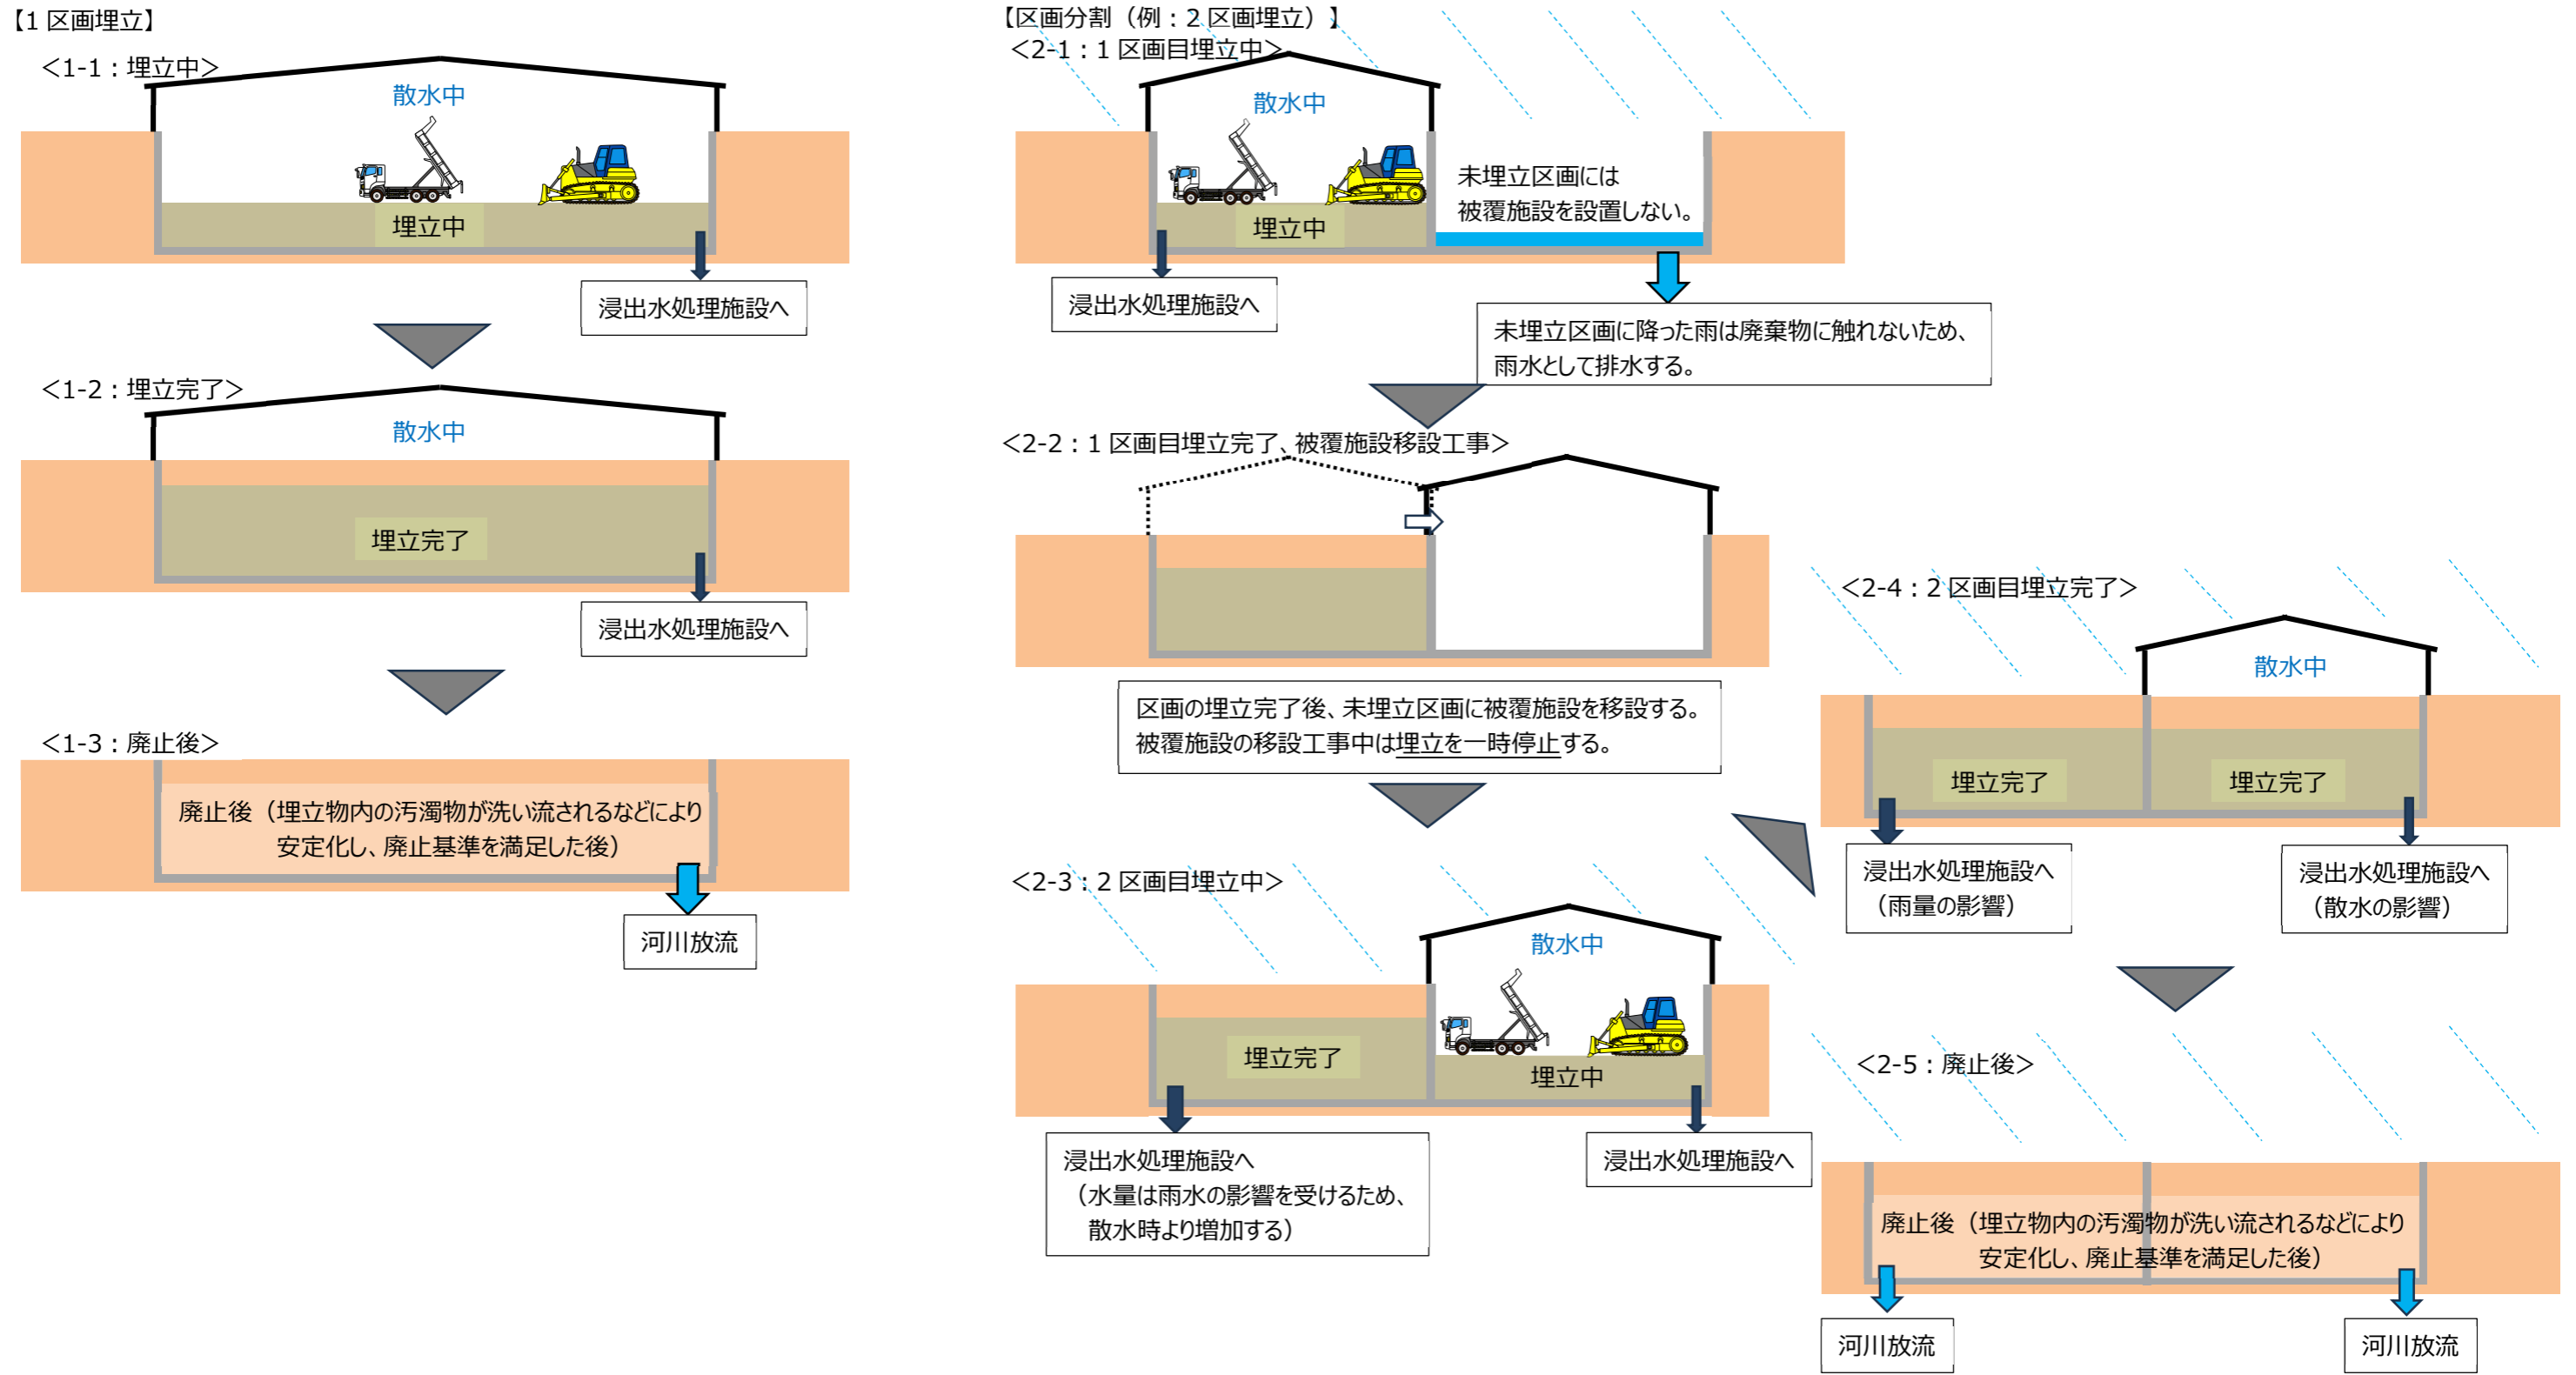 【1 区画埋立】
＜1-1：埋立中＞
散水中
埋立中
浸出水処理施設へ
＜1-2：埋立完了＞
散水中
埋立完了
浸出水処理施設へ
＜1-3：廃止後＞
廃止後（埋立物内の汚濁物が洗い流されるなどにより
安定化し、廃止基準を満足した後）
河川放流
【区画分割（例：2 区画埋立）】
＜2-1：1 区画目埋立中＞
散水中
埋立中
未埋立区画には
被覆施設を設置しない。
浸出水処理施設へ
未埋立区画に降った雨は廃棄物に触れないため、
雨水として排水する。
＜2-2：1 区画目埋立完了、被覆施設移設工事＞
区画の埋立完了後、未埋立区画に被覆施設を移設する。
被覆施設の移設工事中は埋立を一時停止する。
＜2-3：2 区画目埋立中＞
散水中
埋立完了
埋立中
浸出水処理施設へ
（水量は雨水の影響を受けるため、
散水時より増加する）
浸出水処理施設へ
＜2-4：2 区画目埋立完了＞
散水中
埋立完了
埋立完了
浸出水処理施設へ
（雨量の影響）
浸出水処理施設へ
（散水の影響）
＜2-5：廃止後＞
廃止後（埋立物内の汚濁物が洗い流されるなどにより
安定化し、廃止基準を満足した後）
河川放流
河川放流